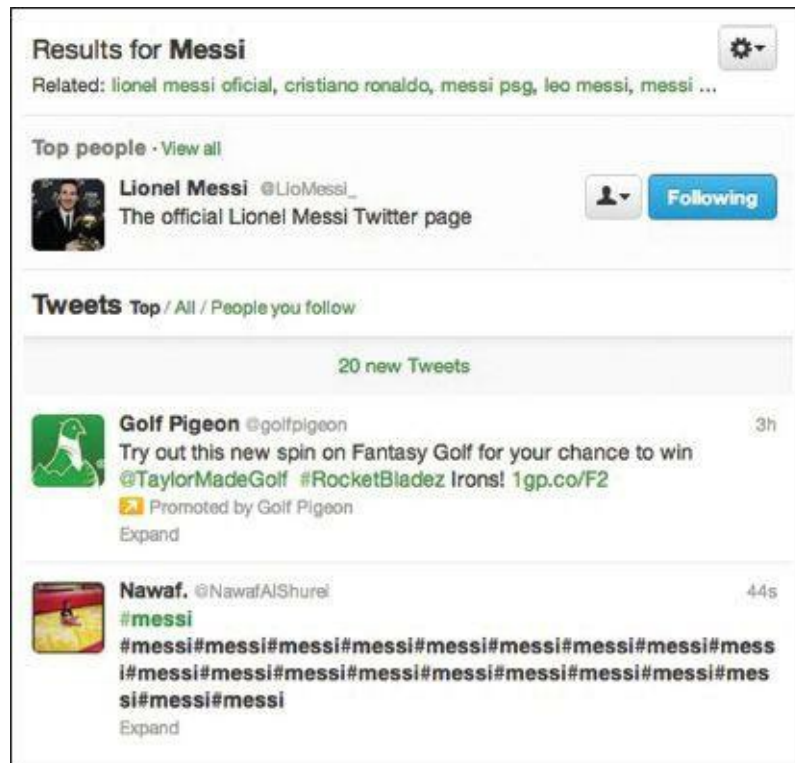 Results for Messi
Related: lionel messi oficial, cristiano ronaldo, messi psg, leo messi, messi ...
Top people · View all
Lionel Messi @LioMessi_
The official Lionel Messi Twitter page
Following
Tweets Top / All / People you follow
20 new Tweets
Golf Pigeon @golfpigeon 3h
Try out this new spin on Fantasy Golf for your chance to win
@TaylorMadeGolf #RocketBladez Irons! 1gp.co/F2
Promoted by Golf Pigeon
Expand
Nawaf. @NawafAlShurei 44s
#messi
#messi#messi#messi#messi#messi#messi#messi#messi#mess
i#messi#messi#messi#messi#messi#messi#messi#messi#mes
si#messi#messi
Expand